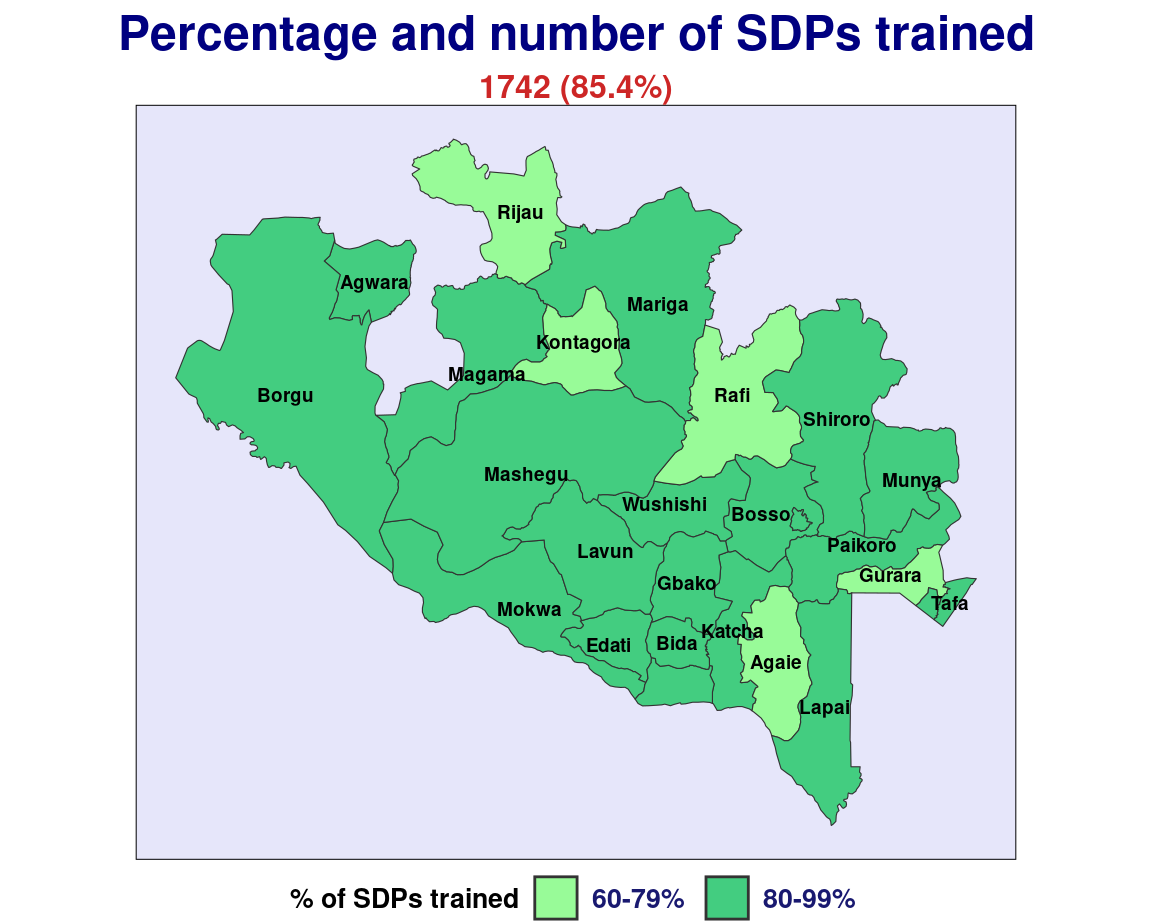 Percentage and number of SDPs trained
1742 (85.4%)
Rijau
Agwara
Mariga
Kontagora
Magama
Borgu
Rafi
Shiroro
Mashegu
Munya
Wushishi
Bosso
Paikoro
Lavun
Gurara
Gbako
Tafa
Mokwa
Katcha
Edati
Bida
Agaie
Lapai
% of SDPs trained 60-79% 80-99%